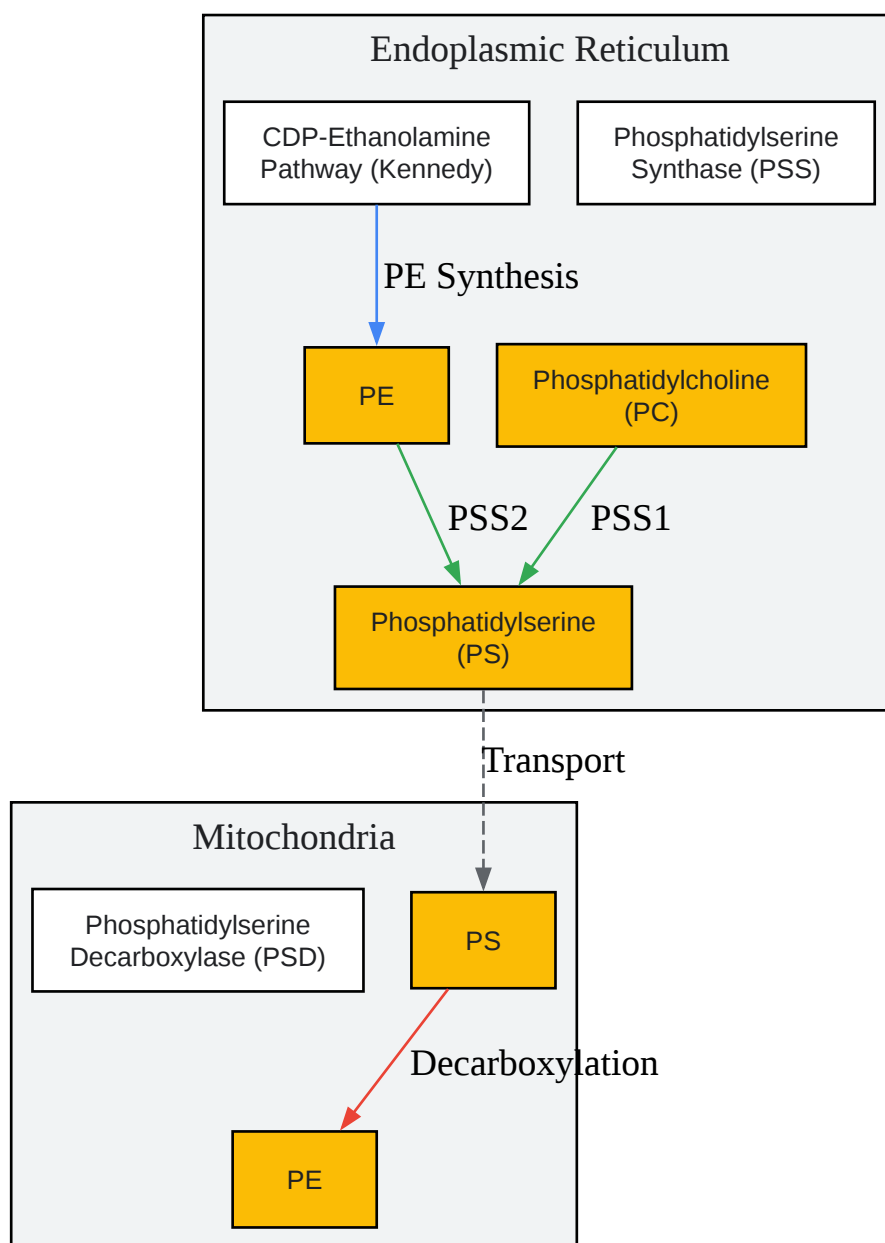 Endoplasmic Reticulum
CDP-Ethanolamine
Pathway (Kennedy)
Phosphatidylserine
Synthase (PSS)
PE Synthesis
PE
Phosphatidylcholine
(PC)
PSS2
PSS1
Phosphatidylserine
(PS)
Transport
Mitochondria
Phosphatidylserine
Decarboxylase (PSD)
PS
Decarboxylation
PE